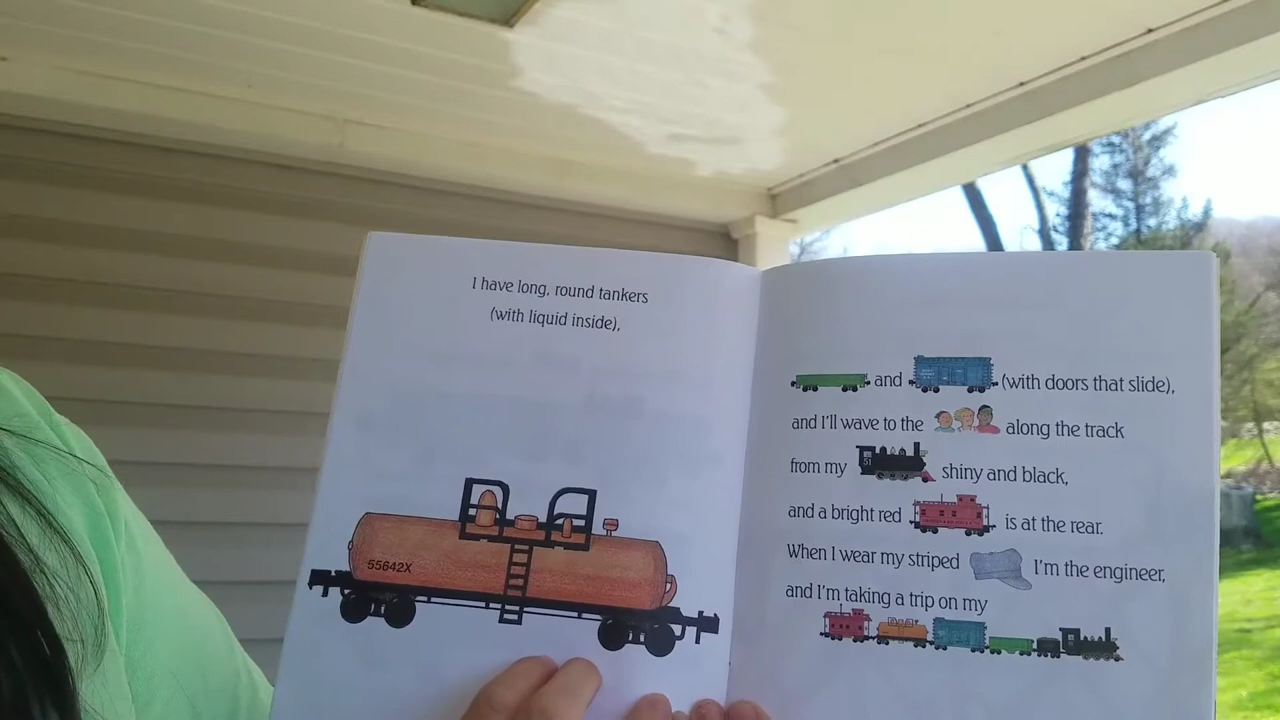 I have long, round tankers
(with liquid inside),
55642X
and (with doors that slide),
and I'll wave to the along the track
from my shiny and black,
51
and a bright red is at the rear.
When I wear my striped I'm the engineer,
and I'm taking a trip on my